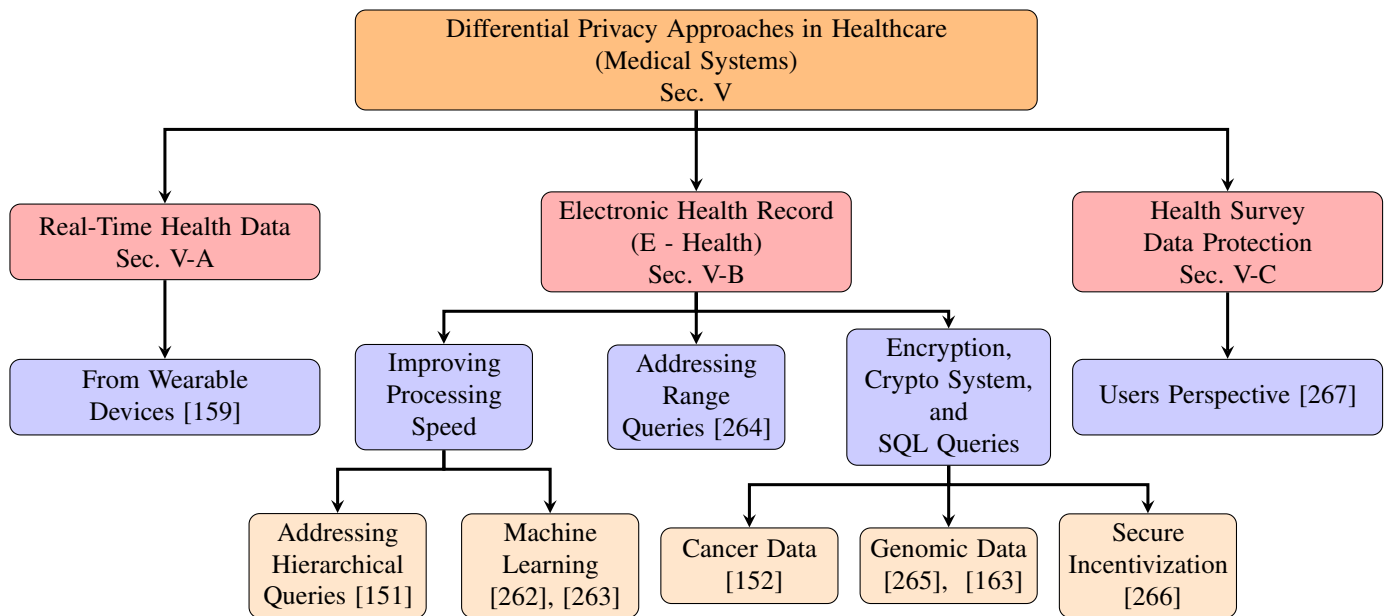 Differential Privacy Approaches in Healthcare
(Medical Systems)
Sec. V
Real-Time Health Data
Sec. V-A
Electronic Health Record
(E - Health)
Sec. V-B
Health Survey
Data Protection
Sec. V-C
From Wearable
Devices [159]
Improving
Processing
Speed
Addressing
Range
Queries [264]
Encryption,
Crypto System,
and
SQL Queries
Users Perspective [267]
Addressing
Hierarchical
Queries [151]
Machine
Learning
[262], [263]
Cancer Data
[152]
Genomic Data
[265], [163]
Secure
Incentivization
[266]